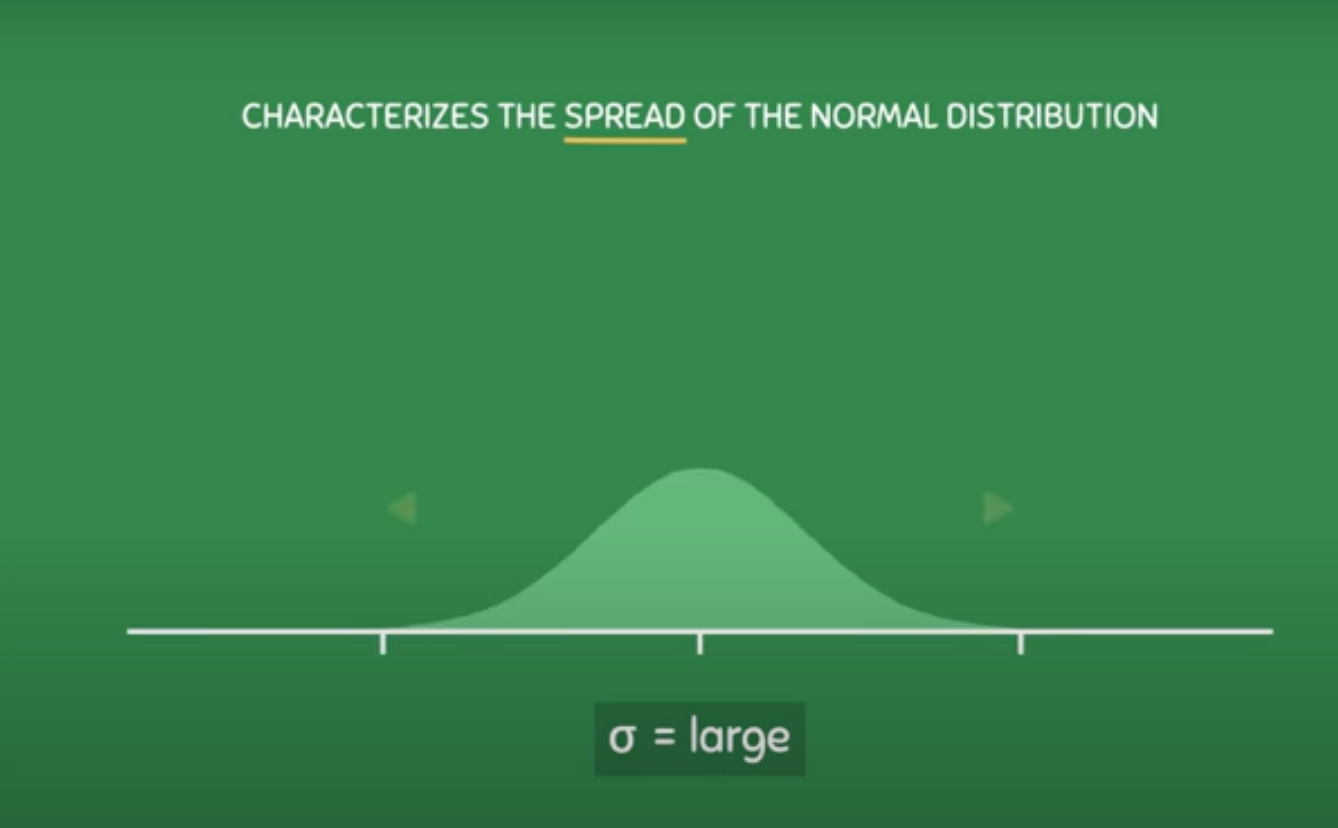 CHARACTERIZES THE SPREAD OF THE NORMAL DISTRIBUTION
σ = large